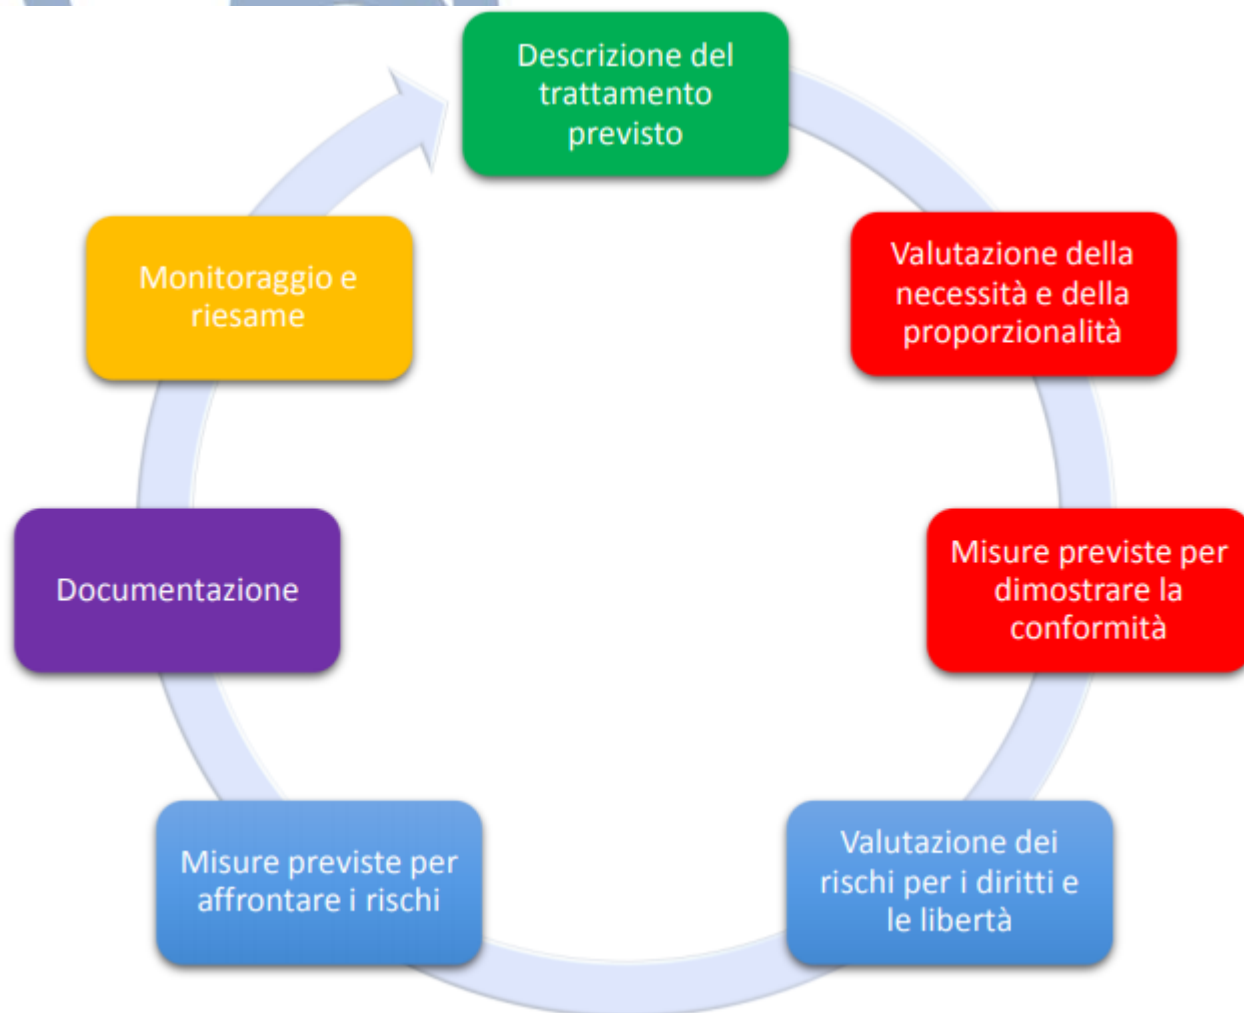 Descrizione del
trattamento
previsto
Valutazione della
necessità e della
proporzionalità
Misure previste per
dimostrare la
conformità
Valutazione dei
rischi per i diritti e
le libertà
Misure previste per
affrontare i rischi
Documentazione
Monitoraggio e
riesame